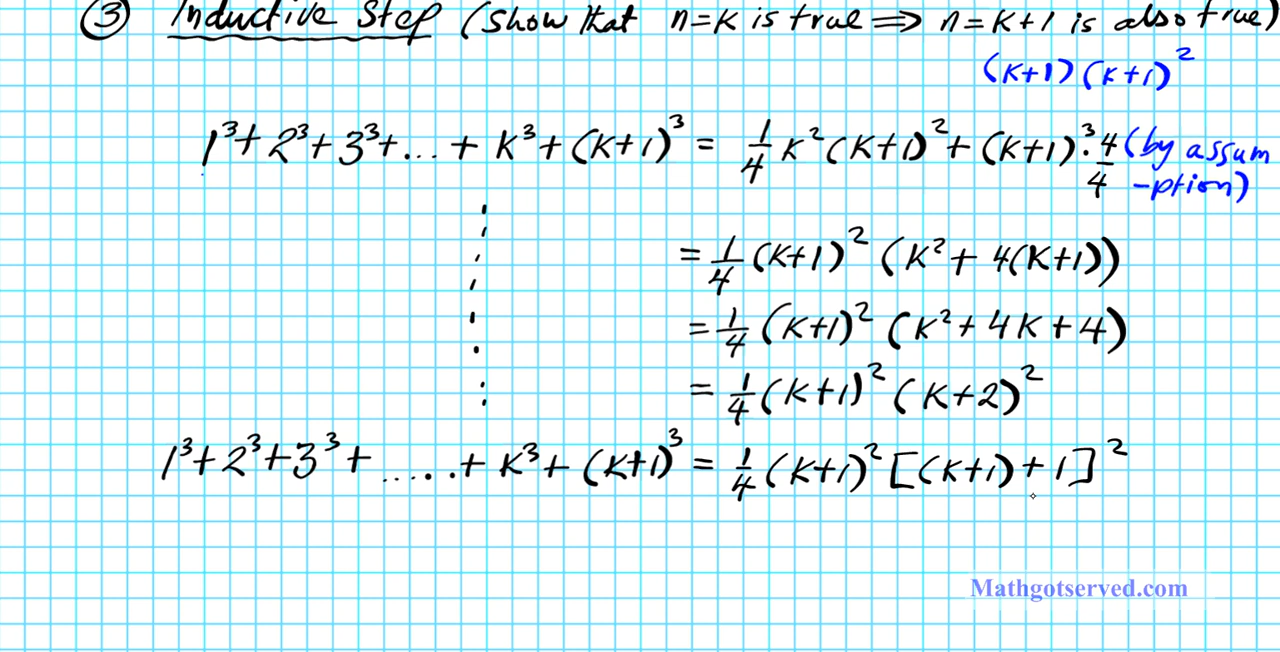 ③ Inductive Step (show that n=k is true ⟹ n=k+1 is also true)
(k+1)(k+1)²
1³+2³+3³+...+k³+(k+1)³ = 1/4 k²(k+1)²+(k+1)³·4/4 (by assum
-ption)
= 1/4 (k+1)² (k²+4(k+1))
= 1/4 (k+1)² (k²+4k+4)
= 1/4 (k+1)² (k+2)²
1³+2³+3³+.....+k³+(k+1)³ = 1/4 (k+1)² [(k+1)+1]²
Mathgotserved.com